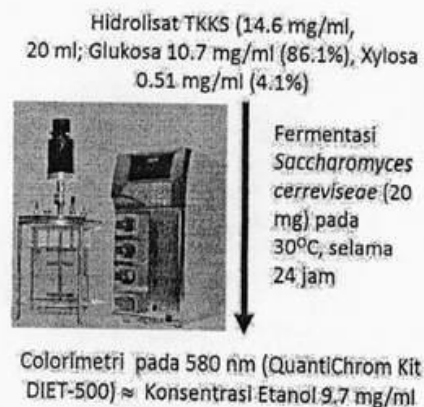 Hidrolisat TKKS (14.6 mg/ml,
20 ml; Glukosa 10.7 mg/ml (86.1%), Xylosa
0.51 mg/ml (4.1%)
Fermentasi
Saccharomyces
cerreviseae (20
mg) pada
30⁰C, selama
24 jam
Colorimetri pada 580 nm (QuantiChrom Kit
DIET-500) ≈ Konsentrasi Etanol 9.7 mg/ml